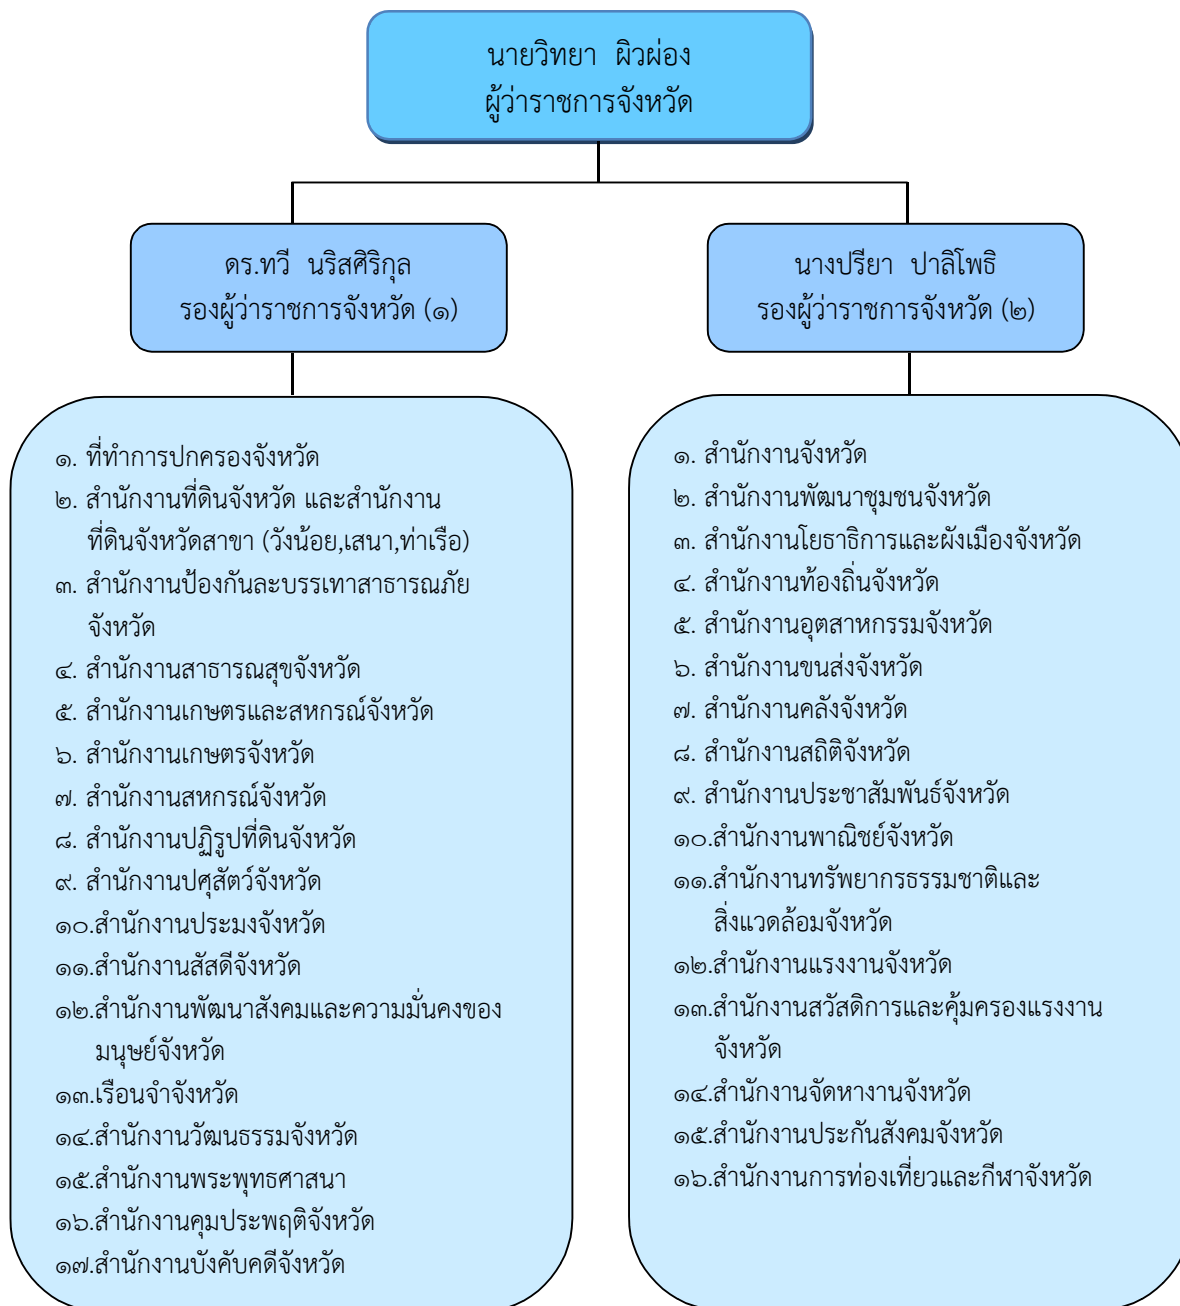 นายวิทยา ผิวผ่อง
ผู้ว่าราชการจังหวัด
ดร.ทวี นริสศิริกุล
รองผู้ว่าราชการจังหวัด (๑)
นางปรียา ปาลิโพธิ
รองผู้ว่าราชการจังหวัด (๒)
๑. ที่ทำการปกครองจังหวัด
๒. สำนักงานที่ดินจังหวัด และสำนักงาน
ที่ดินจังหวัดสาขา (วังน้อย,เสนา,ท่าเรือ)
๓. สำนักงานป้องกันละบรรเทาสาธารณภัย
จังหวัด
๔. สำนักงานสาธารณสุขจังหวัด
๕. สำนักงานเกษตรและสหกรณ์จังหวัด
๖. สำนักงานเกษตรจังหวัด
๗. สำนักงานสหกรณ์จังหวัด
๘. สำนักงานปฏิรูปที่ดินจังหวัด
๙. สำนักงานปศุสัตว์จังหวัด
๑๐.สำนักงานประมงจังหวัด
๑๑.สำนักงานสัสดีจังหวัด
๑๒.สำนักงานพัฒนาสังคมและความมั่นคงของ
มนุษย์จังหวัด
๑๓.เรือนจำจังหวัด
๑๔.สำนักงานวัฒนธรรมจังหวัด
๑๕.สำนักงานพระพุทธศาสนา
๑๖.สำนักงานคุมประพฤติจังหวัด
๑๗.สำนักงานบังคับคดีจังหวัด
๑. สำนักงานจังหวัด
๒. สำนักงานพัฒนาชุมชนจังหวัด
๓. สำนักงานโยธาธิการและผังเมืองจังหวัด
๔. สำนักงานท้องถิ่นจังหวัด
๕. สำนักงานอุตสาหกรรมจังหวัด
๖. สำนักงานขนส่งจังหวัด
๗. สำนักงานคลังจังหวัด
๘. สำนักงานสถิติจังหวัด
๙. สำนักงานประชาสัมพันธ์จังหวัด
๑๐.สำนักงานพาณิชย์จังหวัด
๑๑.สำนักงานทรัพยากรธรรมชาติและ
สิ่งแวดล้อมจังหวัด
๑๒.สำนักงานแรงงานจังหวัด
๑๓.สำนักงานสวัสดิการและคุ้มครองแรงงาน
จังหวัด
๑๔.สำนักงานจัดหางานจังหวัด
๑๕.สำนักงานประกันสังคมจังหวัด
๑๖.สำนักงานการท่องเที่ยวและกีฬาจังหวัด